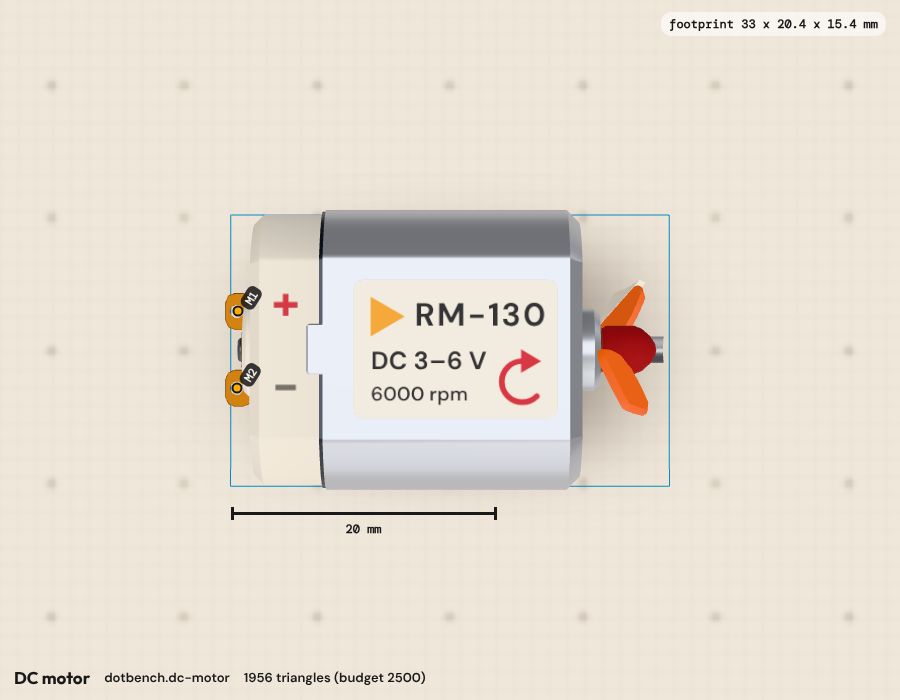 footprint 33 x 20.4 x 15.4 mm
M1
+
RM-130
DC 3–6 V
6000 rpm
M2
−
20 mm
DC motor dotbench.dc-motor 1956 triangles (budget 2500)